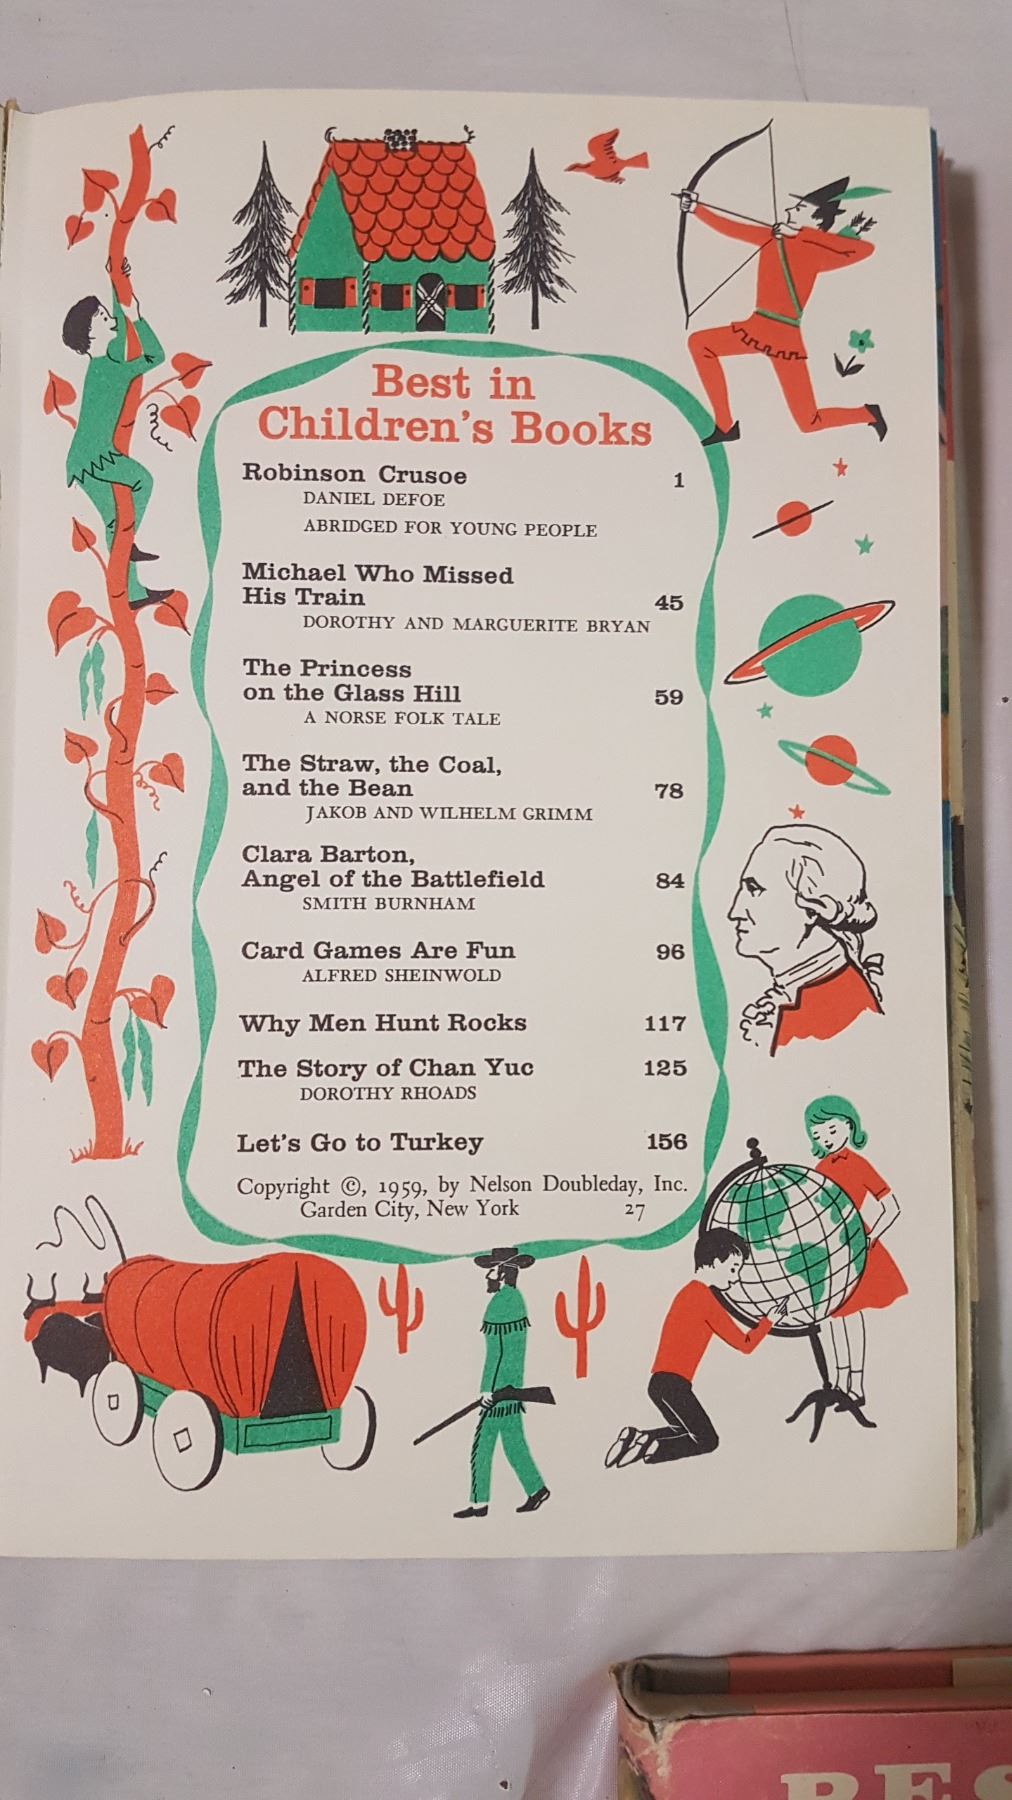 Best in
Children's Books
Robinson Crusoe 1
DANIEL DEFOE
ABRIDGED FOR YOUNG PEOPLE
Michael Who Missed
His Train 45
DOROTHY AND MARGUERITE BRYAN
The Princess
on the Glass Hill 59
A NORSE FOLK TALE
The Straw, the Coal,
and the Bean 78
JAKOB AND WILHELM GRIMM
Clara Barton,
Angel of the Battlefield 84
SMITH BURNHAM
Card Games Are Fun 96
ALFRED SHEINWOLD
Why Men Hunt Rocks 117
The Story of Chan Yuc 125
DOROTHY RHOADS
Let's Go to Turkey 156
Copyright ©, 1959, by Nelson Doubleday, Inc.
Garden City, New York 27